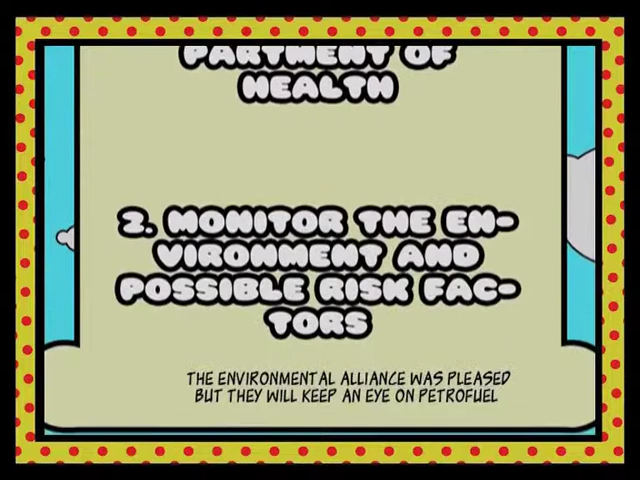 PARTMENT OF
HEALTH
2. MONITOR THE EN-
VIRONMENT AND
POSSIBLE RISK FAC-
TORS
THE ENVIRONMENTAL ALLIANCE WAS PLEASED
BUT THEY WILL KEEP AN EYE ON PETROFUEL